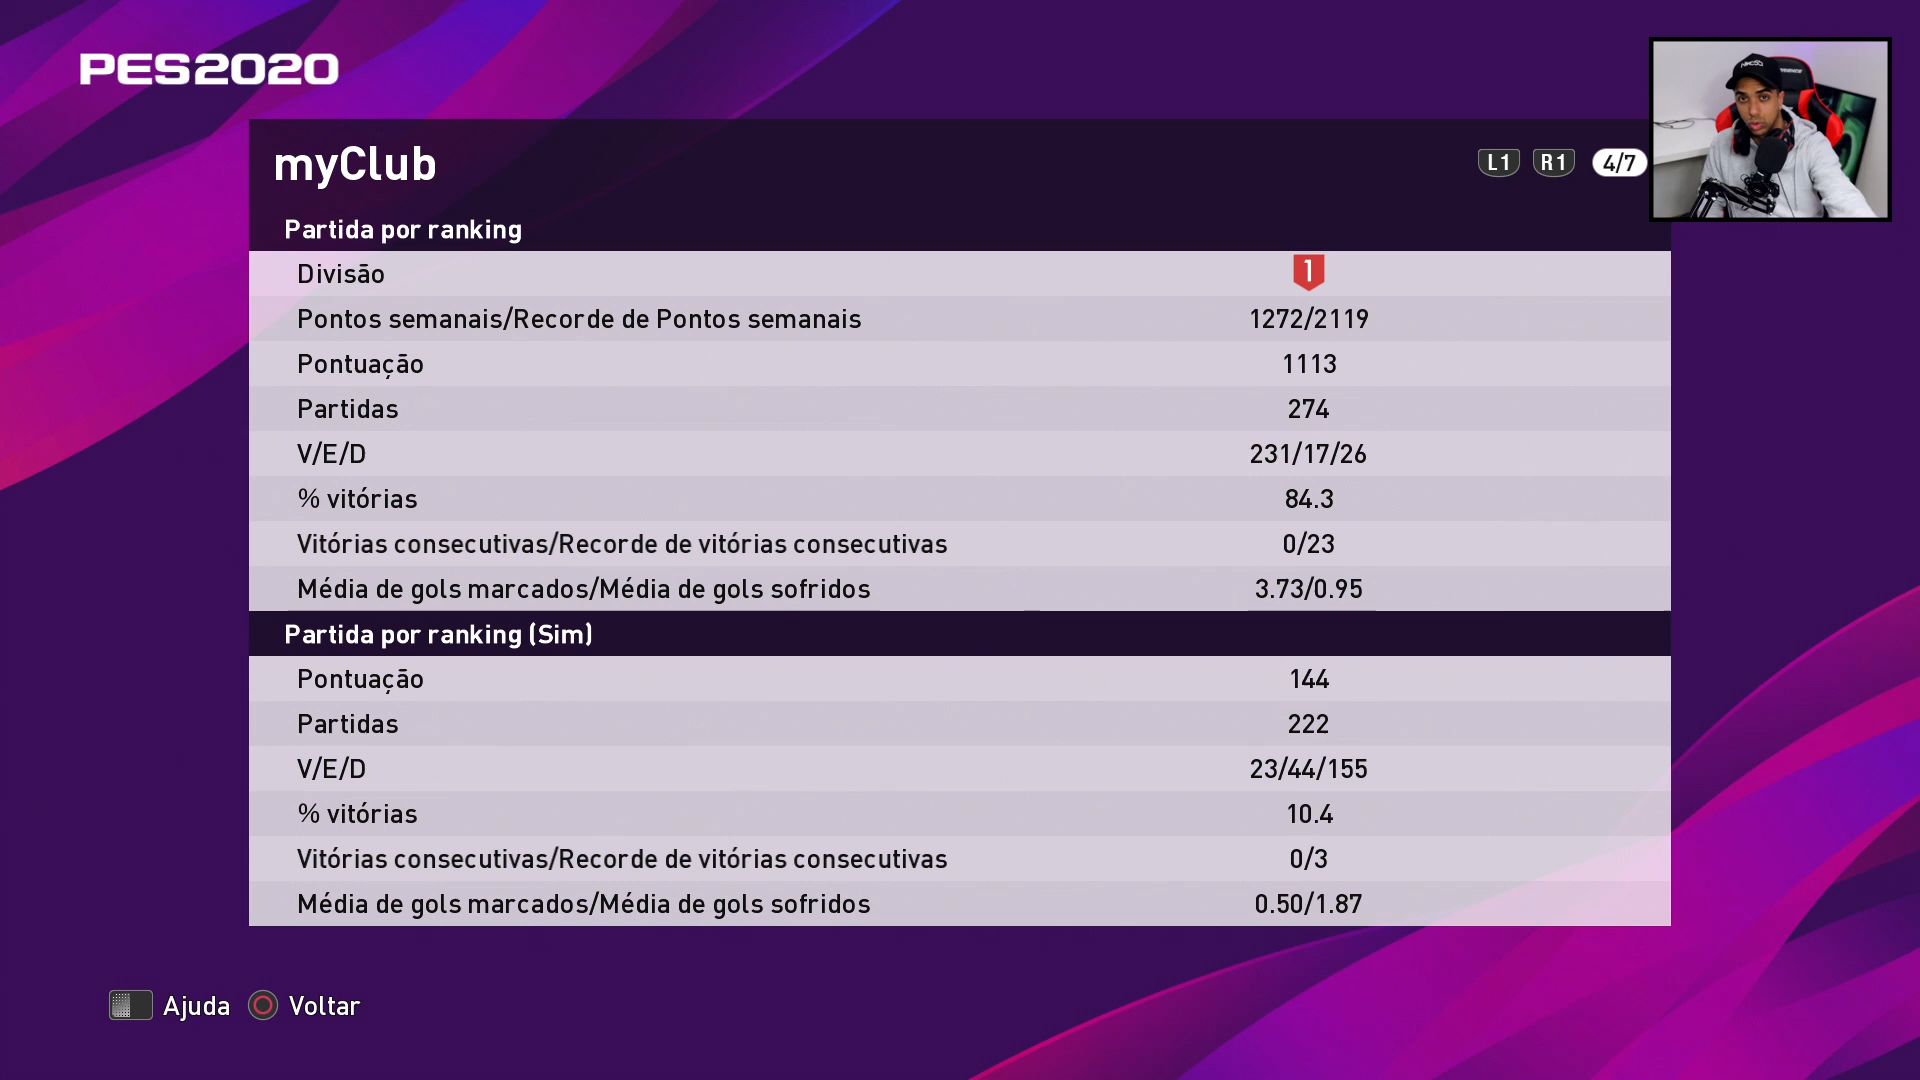 PES2020
myClub
L1 R1 4/7
Partida por ranking
Divisão 1
Pontos semanais/Recorde de Pontos semanais 1272/2119
Pontuação 1113
Partidas 274
V/E/D 231/17/26
% vitórias 84.3
Vitórias consecutivas/Recorde de vitórias consecutivas 0/23
Média de gols marcados/Média de gols sofridos 3.73/0.95
Partida por ranking (Sim)
Pontuação 144
Partidas 222
V/E/D 23/44/155
% vitórias 10.4
Vitórias consecutivas/Recorde de vitórias consecutivas 0/3
Média de gols marcados/Média de gols sofridos 0.50/1.87
Ajuda Voltar